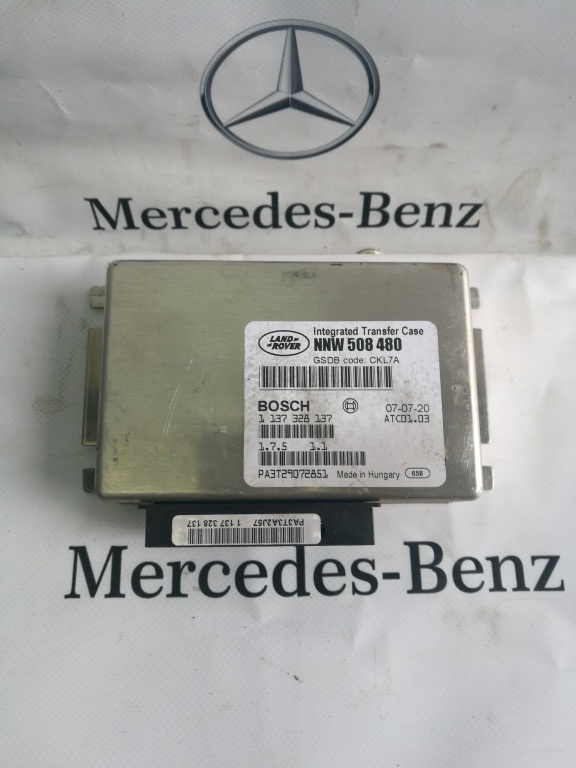 Mercedes-Benz
LAND
ROVER
Integrated Transfer Case
NNW 508 480
GSDB code: CKL7A
BOSCH
07-07-20
1 137 328 137
ATC01.03
1.7.5 1.1
PA3T29072851
Made in Hungary
658
PA3T3A2J57 1 137 328 137
Mercedes-Benz